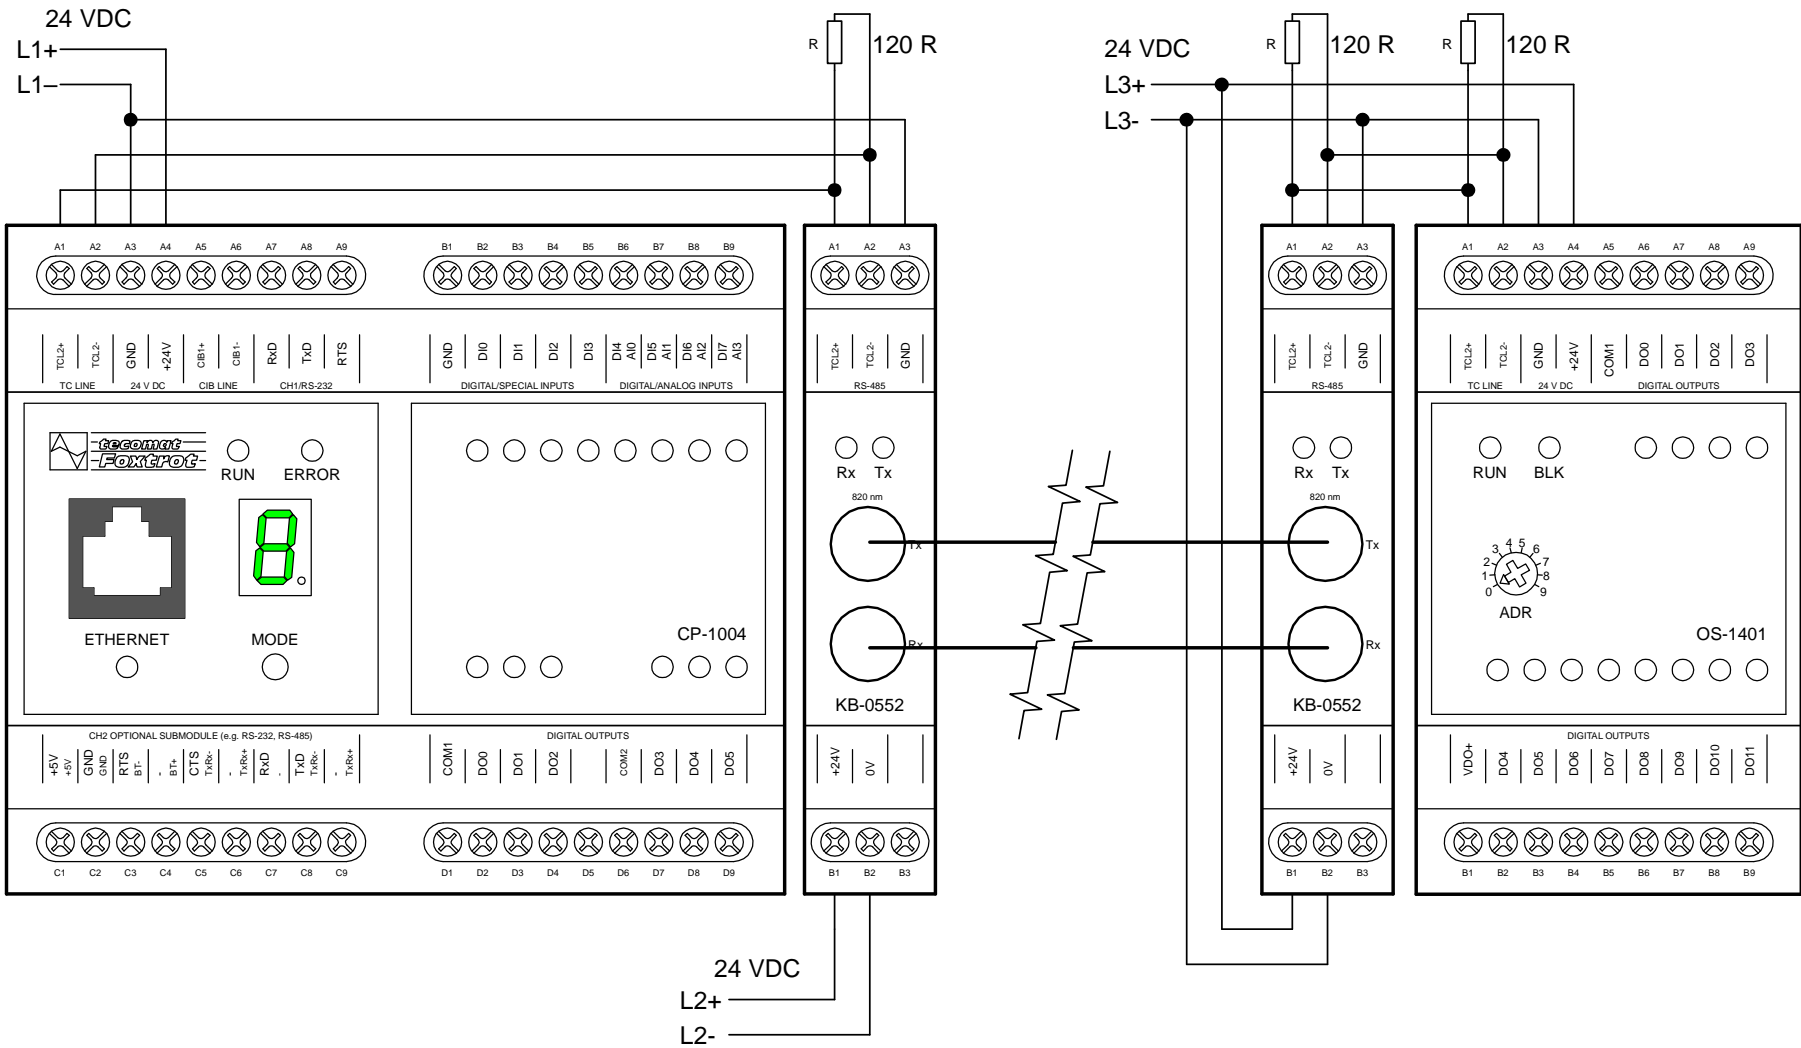 24 VDC
L1+
L1–
R
120 R
24 VDC
L3+
L3-
R
120 R
R
120 R
A1 A2 A3 A4 A5 A6 A7 A8 A9
B1 B2 B3 B4 B5 B6 B7 B8 B9
A1 A2 A3
A1 A2 A3
A1 A2 A3 A4 A5 A6 A7 A8 A9
TCL2+ TCL2- GND +24V CIB1+ CIB1- RxD TxD RTS
TC LINE 24 V DC CIB LINE CH1/RS-232
GND DI0 DI1 DI2 DI3 DI4 AI0 DI5 AI1 DI6 AI2 DI7 AI3
DIGITAL/SPECIAL INPUTS DIGITAL/ANALOG INPUTS
TCL2+ TCL2- GND
RS-485
TCL2+ TCL2- GND
RS-485
TCL2+ TCL2- GND +24V COM1 DO0 DO1 DO2 DO3
TC LINE 24 V DC DIGITAL OUTPUTS
tecomat
Foxtrot
RUN
ERROR
ETHERNET
8.
MODE
CP-1004
Rx Tx
820 nm
Tx
Rx
KB-0552
Rx Tx
820 nm
Tx
Rx
KB-0552
RUN BLK
0 1 2 3 4 5 6 7 8 9
ADR
OS-1401
CH2 OPTIONAL SUBMODULE (e.g. RS-232, RS-485)
+5V GND RTS - CTS - RxD TxD -
+5V GND BT- BT+ TxRx- TxRx+ - TxRx- TxRx+
DIGITAL OUTPUTS
COM1 DO0 DO1 DO2 COM2 DO3 DO4 DO5
+24V 0V
+24V 0V
DIGITAL OUTPUTS
VDO+ DO4 DO5 DO6 DO7 DO8 DO9 DO10 DO11
C1 C2 C3 C4 C5 C6 C7 C8 C9
D1 D2 D3 D4 D5 D6 D7 D8 D9
B1 B2 B3
B1 B2 B3
B1 B2 B3 B4 B5 B6 B7 B8 B9
24 VDC
L2+
L2-